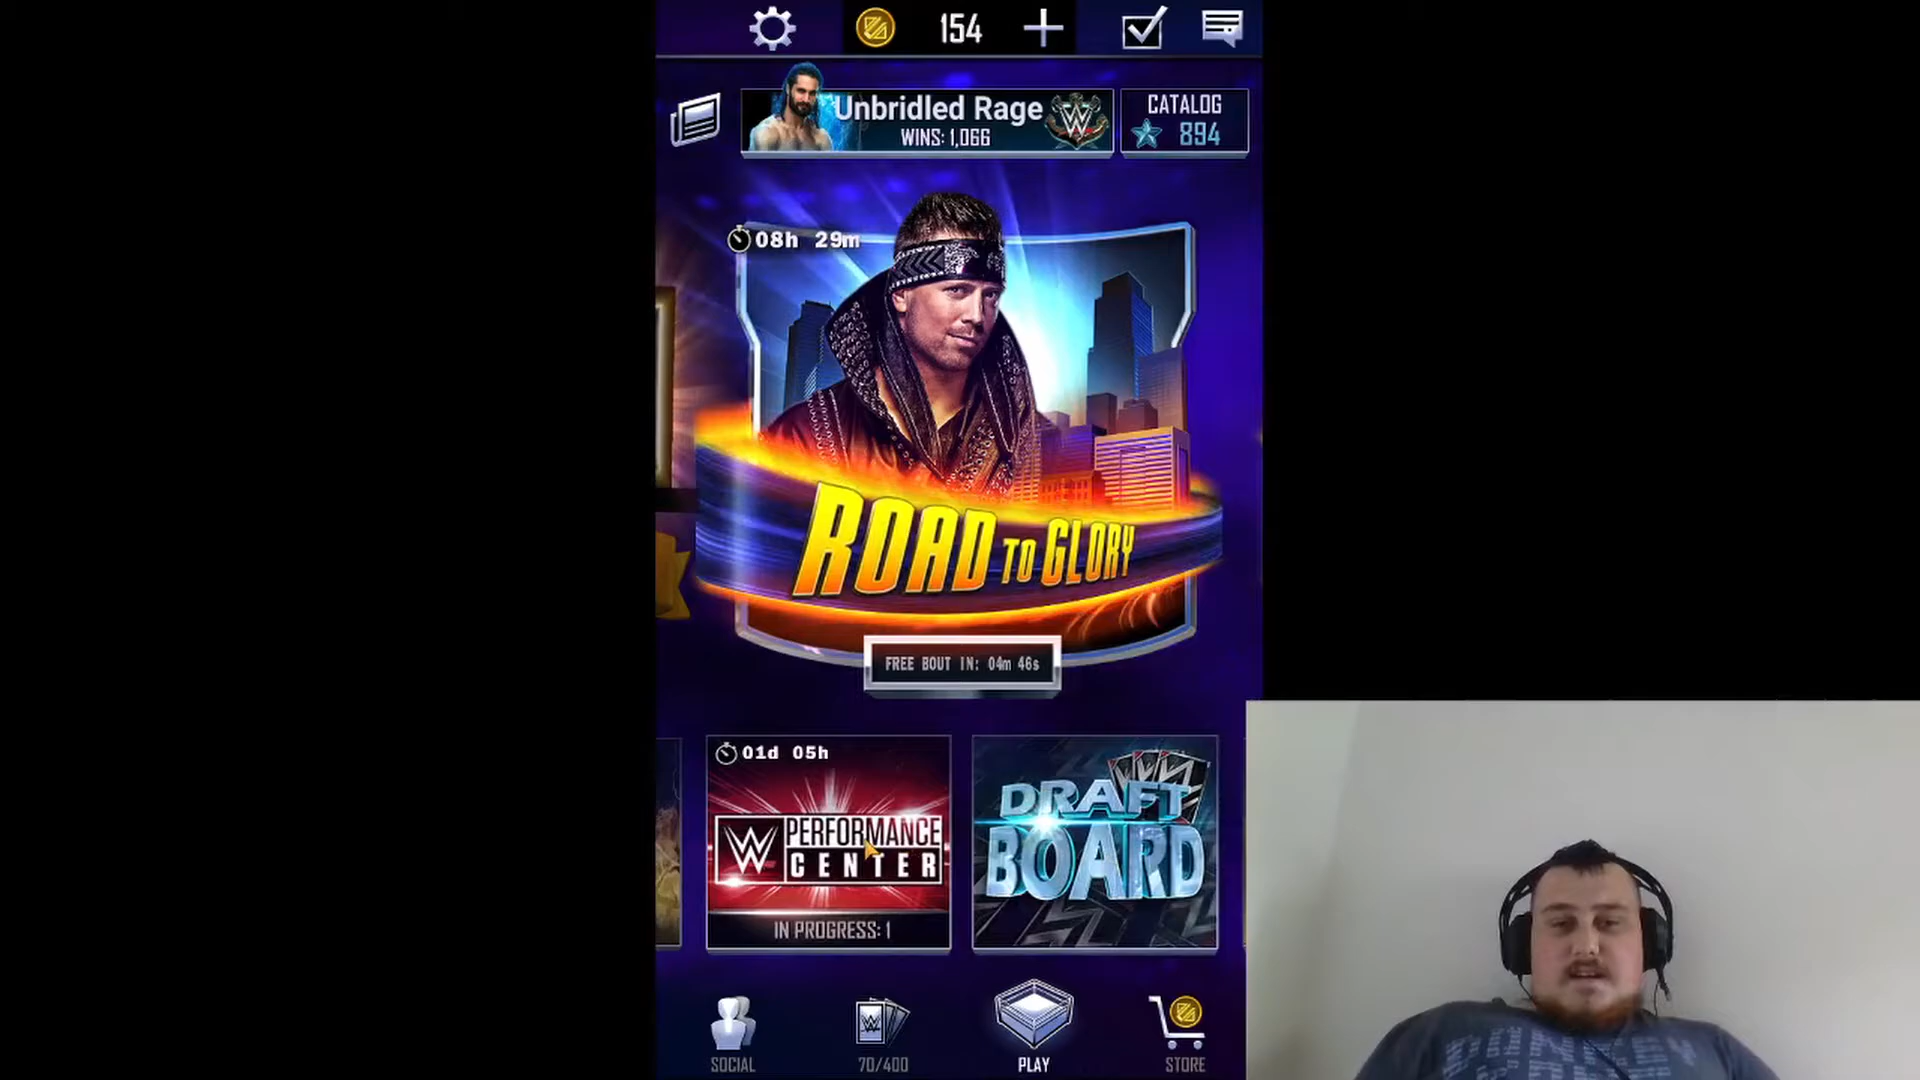 154
Unbridled Rage
WINS: 1,066
CATALOG
894
08h 29m
ROAD TO GLORY
FREE BOUT IN: 04m 46s
01d 05h
PERFORMANCE
CENTER
IN PROGRESS: 1
DRAFT
BOARD
SOCIAL
70/400
PLAY
STORE